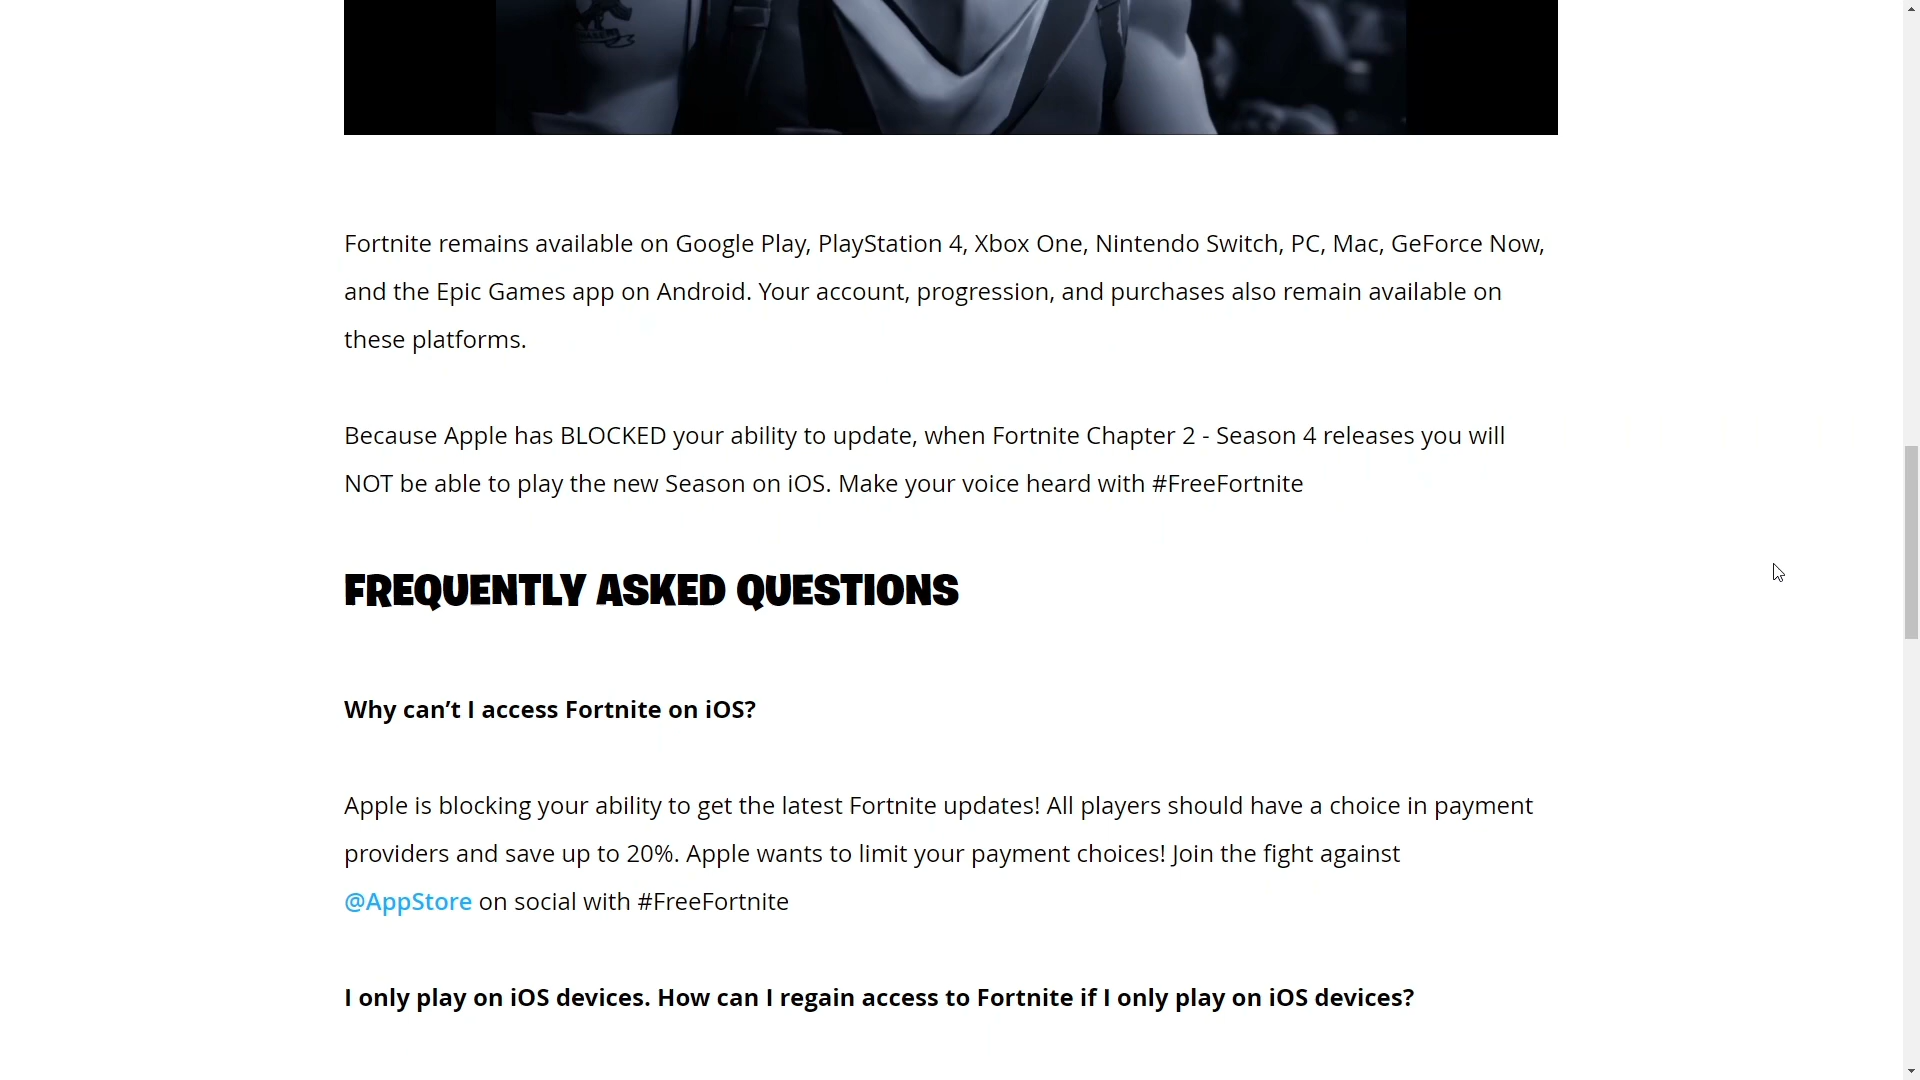 Fortnite remains available on Google Play, PlayStation 4, Xbox One, Nintendo Switch, PC, Mac, GeForce Now,
and the Epic Games app on Android. Your account, progression, and purchases also remain available on
these platforms.
Because Apple has BLOCKED your ability to update, when Fortnite Chapter 2 - Season 4 releases you will
NOT be able to play the new Season on iOS. Make your voice heard with #FreeFortnite
FREQUENTLY ASKED QUESTIONS
Why can’t I access Fortnite on iOS?
Apple is blocking your ability to get the latest Fortnite updates! All players should have a choice in payment
providers and save up to 20%. Apple wants to limit your payment choices! Join the fight against
@AppStore on social with #FreeFortnite
I only play on iOS devices. How can I regain access to Fortnite if I only play on iOS devices?